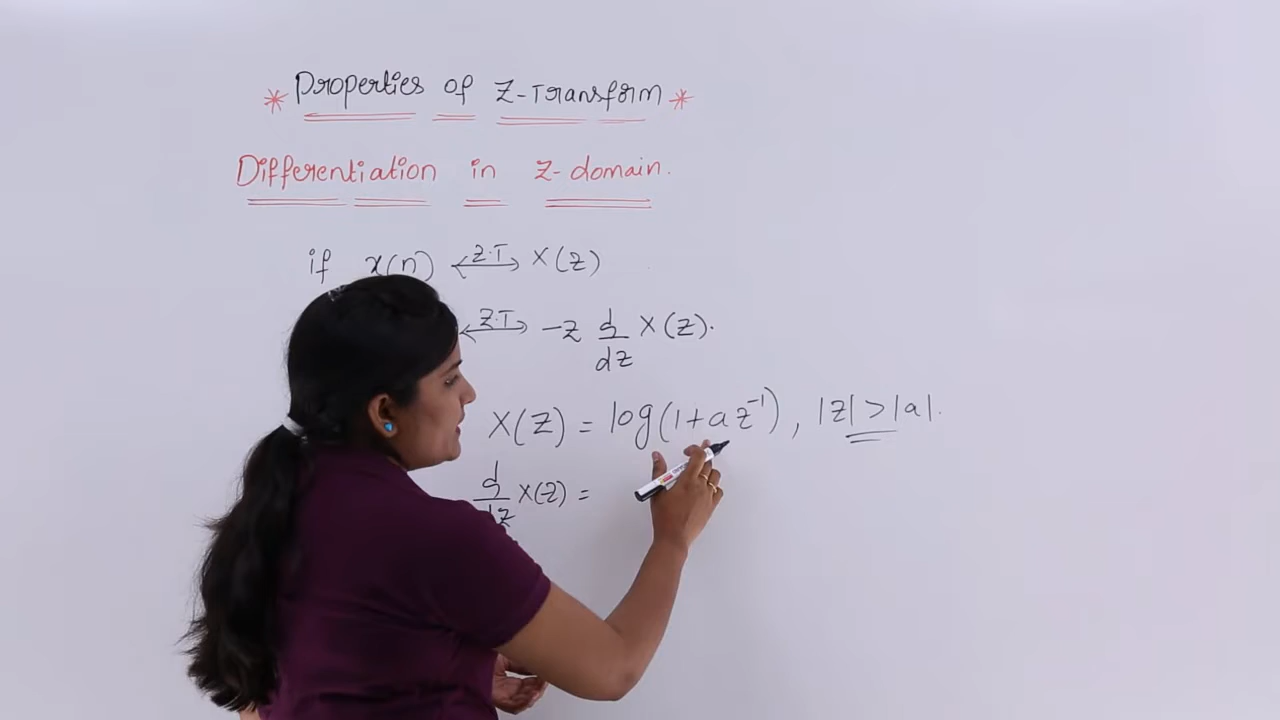 * Properties of Z-Transform *
Differentiation in Z-domain.
if x(n) <-Z.T-> X(Z)
<-Z.T-> -Z d/dZ X(Z).
X(Z) = log(1+az⁻¹), |Z| > |a|.
d/dZ X(Z) =